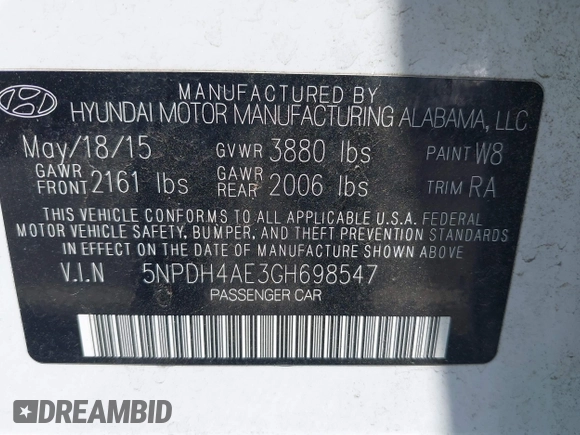 MANUFACTURED BY
HYUNDAI MOTOR MANUFACTURING ALABAMA, LLC
May/18/15 GVWR 3880 lbs PAINT W8
GAWR FRONT 2161 lbs GAWR REAR 2006 lbs TRIM RA
THIS VEHICLE CONFORMS TO ALL APPLICABLE U.S.A. FEDERAL
MOTOR VEHICLE SAFETY, BUMPER, AND THEFT PREVENTION STANDARDS
IN EFFECT ON THE DATE OF MANUFACTURE SHOWN ABOVE.
V.I.N 5NPDH4AE3GH698547
PASSENGER CAR
DREAMBID